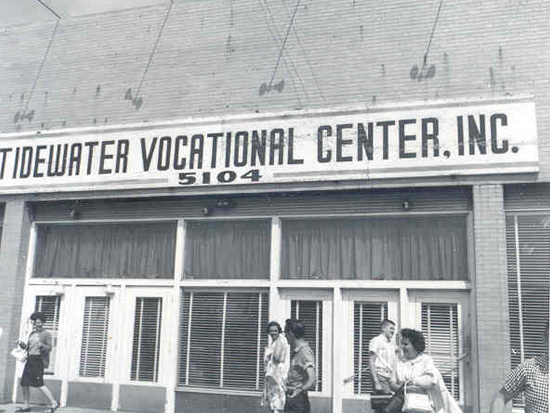 TIDEWATER VOCATIONAL CENTER, INC.
5104